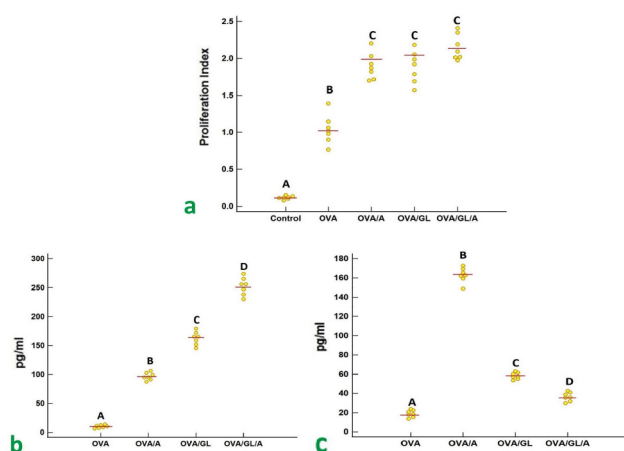 C
C
C
B
A
2.5
2.0
1.5
1.0
0.5
0.0
Proliferation Index
Control OVA OVA/A OVA/GL OVA/GL/A
a
D
C
B
A
300
250
200
150
100
50
0
pg/ml
OVA OVA/A OVA/GL OVA/GL/A
b
B
C
D
A
180
160
140
120
100
80
60
40
20
0
pg/ml
OVA OVA/A OVA/GL OVA/GL/A
c